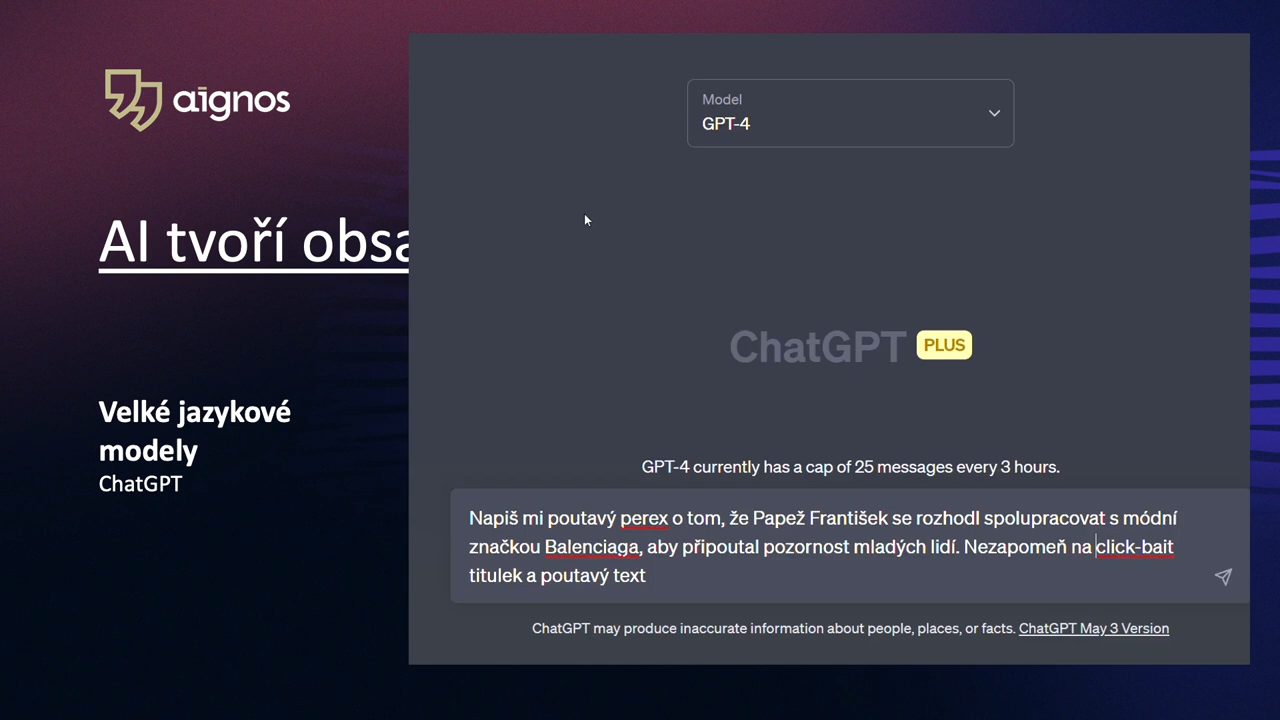 aignos
AI tvoří obsa
Velké jazykové
modely
ChatGPT
Model
GPT-4
ChatGPT PLUS
GPT-4 currently has a cap of 25 messages every 3 hours.
Napiš mi poutavý perex o tom, že Papež František se rozhodl spolupracovat s módní
značkou Balenciaga, aby připoutal pozornost mladých lidí. Nezapomeň na click-bait
titulek a poutavý text
ChatGPT may produce inaccurate information about people, places, or facts. ChatGPT May 3 Version